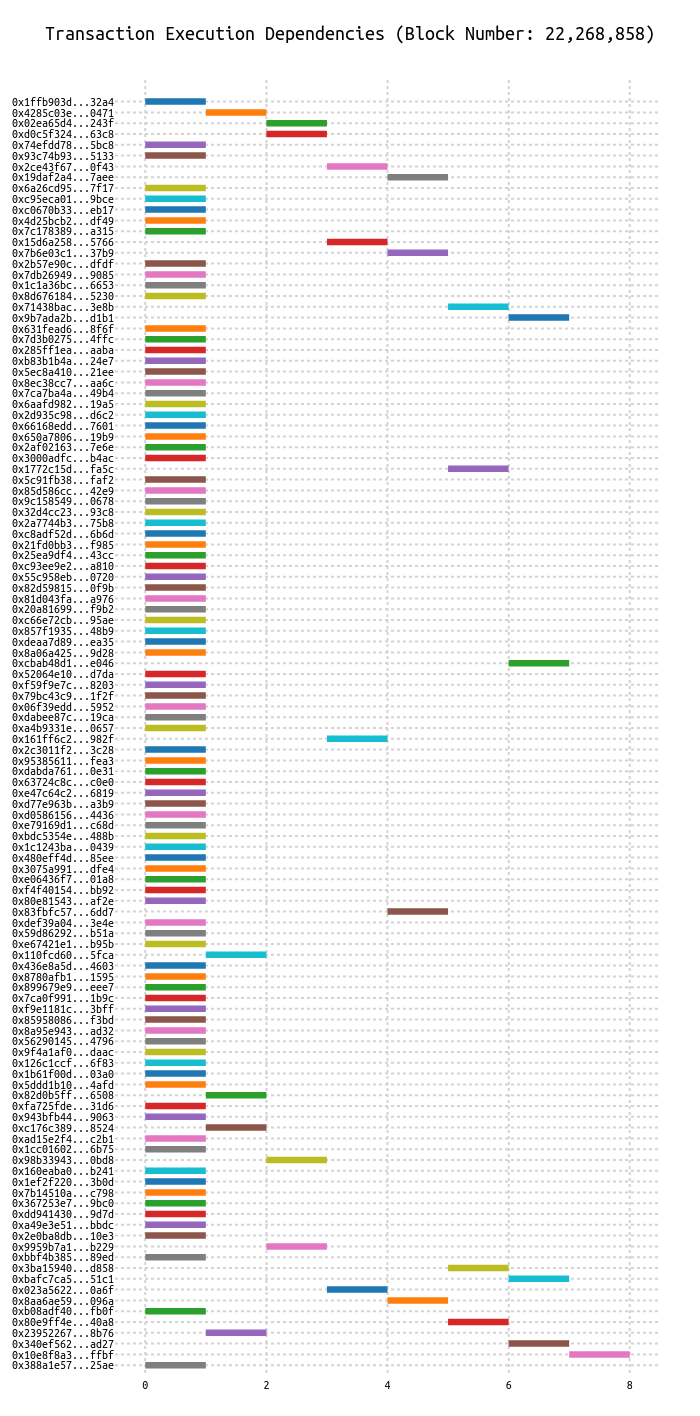 Transaction Execution Dependencies (Block Number: 22,268,858)
0x1ffb903d...32a4
0x4285c03e...0471
0x02ea65d4...243f
0xd0c5f324...63c8
0x74efdd78...5bc8
0x93c74b93...5133
0x2ce43f67...0f43
0x19daf2a4...7aee
0x6a26cd95...7f17
0xc95eca01...9bce
0xc0670b33...eb17
0x4d25bcb2...df49
0x7c178389...a315
0x15d6a258...5766
0x7b6e03c1...37b9
0x2b57e90c...dfdf
0x7db26949...9085
0x1c1a36bc...6653
0x8d676184...5230
0x71438bac...3e8b
0x9b7ada2b...d1b1
0x631fead6...8f6f
0x7d3b0275...4ffc
0x285ff1ea...aaba
0xb83b1b4a...24e7
0x5ec8a410...21ee
0x8ec38cc7...aa6c
0x7ca7ba4a...49b4
0x6aafd982...19a5
0x2d935c98...d6c2
0x66168edd...7601
0x650a7806...19b9
0x2af02163...7e6e
0x3000adfc...b4ac
0x1772c15d...fa5c
0x5c91fb38...faf2
0x85d586cc...42e9
0x9c158549...0678
0x32d4cc23...93c8
0x2a7744b3...75b8
0xc8adf52d...6b6d
0x21fd0bb3...f985
0x25ea9df4...43cc
0xc93ee9e2...a810
0x55c958eb...0720
0x82d59815...0f9b
0x81d043fa...a976
0x20a81699...f9b2
0xc66e72cb...95ae
0x857f1935...48b9
0xdeaa7d89...ea35
0x8a06a425...9d28
0xcbab48d1...e046
0x52064e10...d7da
0xf59f9e7c...8203
0x79bc43c9...1f2f
0x06f39edd...5952
0xdabee87c...19ca
0xa4b9331e...0657
0x161ff6c2...982f
0x2c3011f2...3c28
0x95385611...fea3
0xdabda761...0e31
0x63724c8c...c0e0
0xe47c64c2...6819
0xd77e963b...a3b9
0xd0586156...4436
0xe79169d1...c68d
0xbdc5354e...488b
0x1c1243ba...0439
0x480eff4d...85ee
0x3075a991...dfe4
0xe06436f7...01a8
0xf4f40154...bb92
0x80e81543...af2e
0x83fbfc57...6dd7
0xdef39a04...3e4e
0x59d86292...b51a
0xe67421e1...b95b
0x110fcd60...5fca
0x436e8a5d...4603
0x8780afb1...1595
0x899679e9...eee7
0x7ca0f991...1b9c
0xf9e1181c...3bff
0x85958086...f3bd
0x8a95e943...ad32
0x56290145...4796
0x9f4a1af0...daac
0x126c1ccf...6f83
0x1b61f00d...03a0
0x5ddd1b10...4afd
0x82d0b5ff...6508
0xfa725fde...31d6
0x943bfb44...9063
0xc176c389...8524
0xad15e2f4...c2b1
0x1cc01602...6b75
0x98b33943...0bd8
0x160eaba0...b241
0x1ef2f220...3b0d
0x7b14510a...c798
0x367253e7...9bc0
0xdd941430...9d7d
0xa49e3e51...bbdc
0x2e0ba8db...10e3
0x9959b7a1...b229
0xbbf4b385...89ed
0x3ba15940...d858
0xbafc7ca5...51c1
0x023a5622...0a6f
0x8aa6ae59...096a
0xb08adf40...fb0f
0x80e9ff4e...40a8
0x23952267...8b76
0x340ef562...ad27
0x10e8f8a3...ffbf
0x388a1e57...25ae
0 2 4 6 8